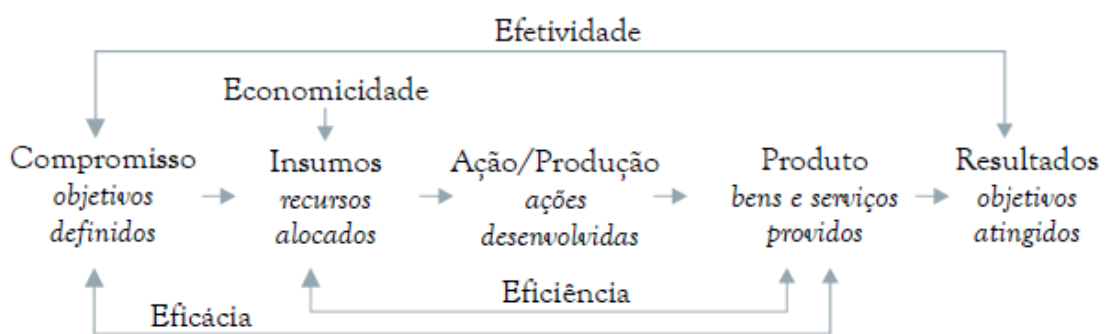 Efetividade
Economicidade
Compromisso
objetivos
definidos
Insumos
recursos
alocados
Ação/Produção
ações
desenvolvidas
Produto
bens e serviços
providos
Resultados
objetivos
atingidos
Eficiência
Eficácia